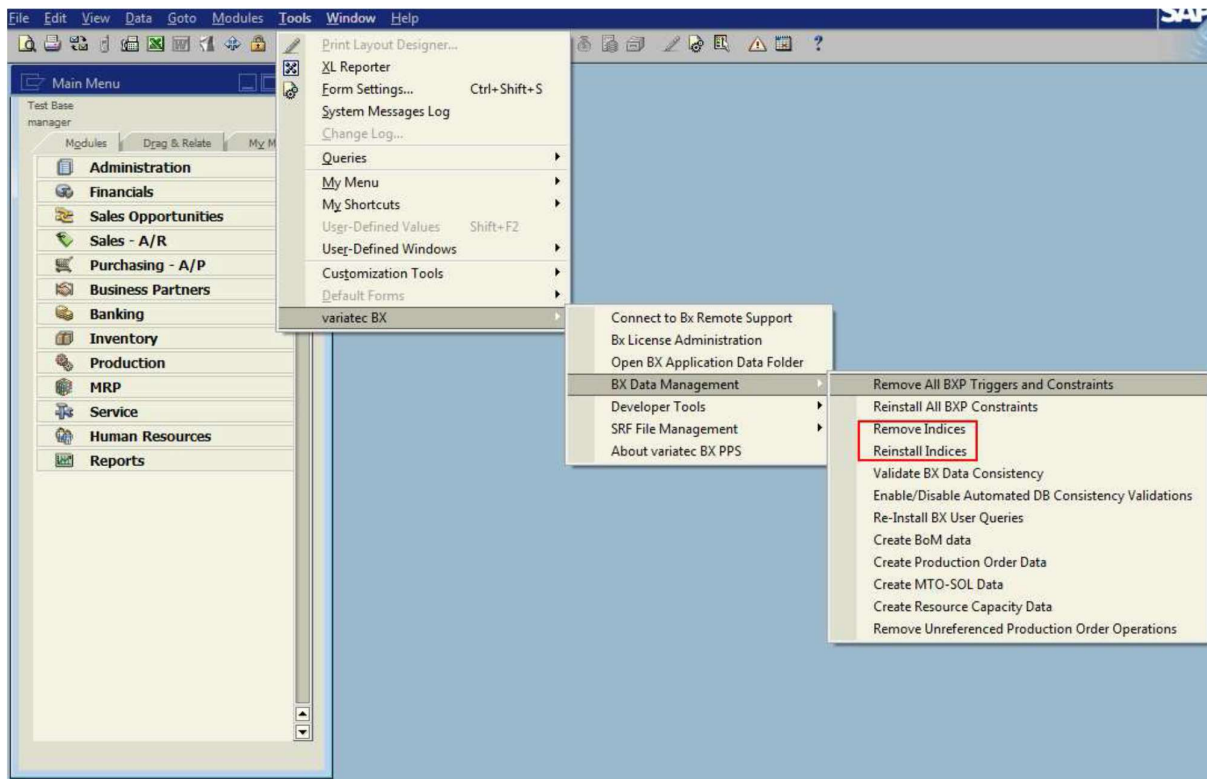 File Edit View Data Goto Modules Tools Window Help
SAP
?
Main Menu
Test Base
manager
Modules Drag & Relate My M
Administration
Financials
Sales Opportunities
Sales - A/R
Purchasing - A/P
Business Partners
Banking
Inventory
Production
MRP
Service
Human Resources
Reports
Print Layout Designer...
XL Reporter
Form Settings... Ctrl+Shift+S
System Messages Log
Change Log...
Queries
My Menu
My Shortcuts
User-Defined Values Shift+F2
User-Defined Windows
Customization Tools
Default Forms
variatec BX
Connect to Bx Remote Support
Bx License Administration
Open BX Application Data Folder
BX Data Management
Developer Tools
SRF File Management
About variatec BX PPS
Remove All BXP Triggers and Constraints
Reinstall All BXP Constraints
Remove Indices
Reinstall Indices
Validate BX Data Consistency
Enable/Disable Automated DB Consistency Validations
Re-Install BX User Queries
Create BoM data
Create Production Order Data
Create MTO-SOL Data
Create Resource Capacity Data
Remove Unreferenced Production Order Operations